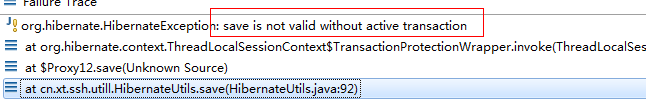 Failure Trace
org.hibernate.HibernateException: save is not valid without active transaction
at org.hibernate.context.ThreadLocalSessionContext$TransactionProtectionWrapper.invoke(ThreadLocalSes
at $Proxy12.save(Unknown Source)
at cn.xt.ssh.utill.HibernateUtils.save(HibernateUtils.java:92)